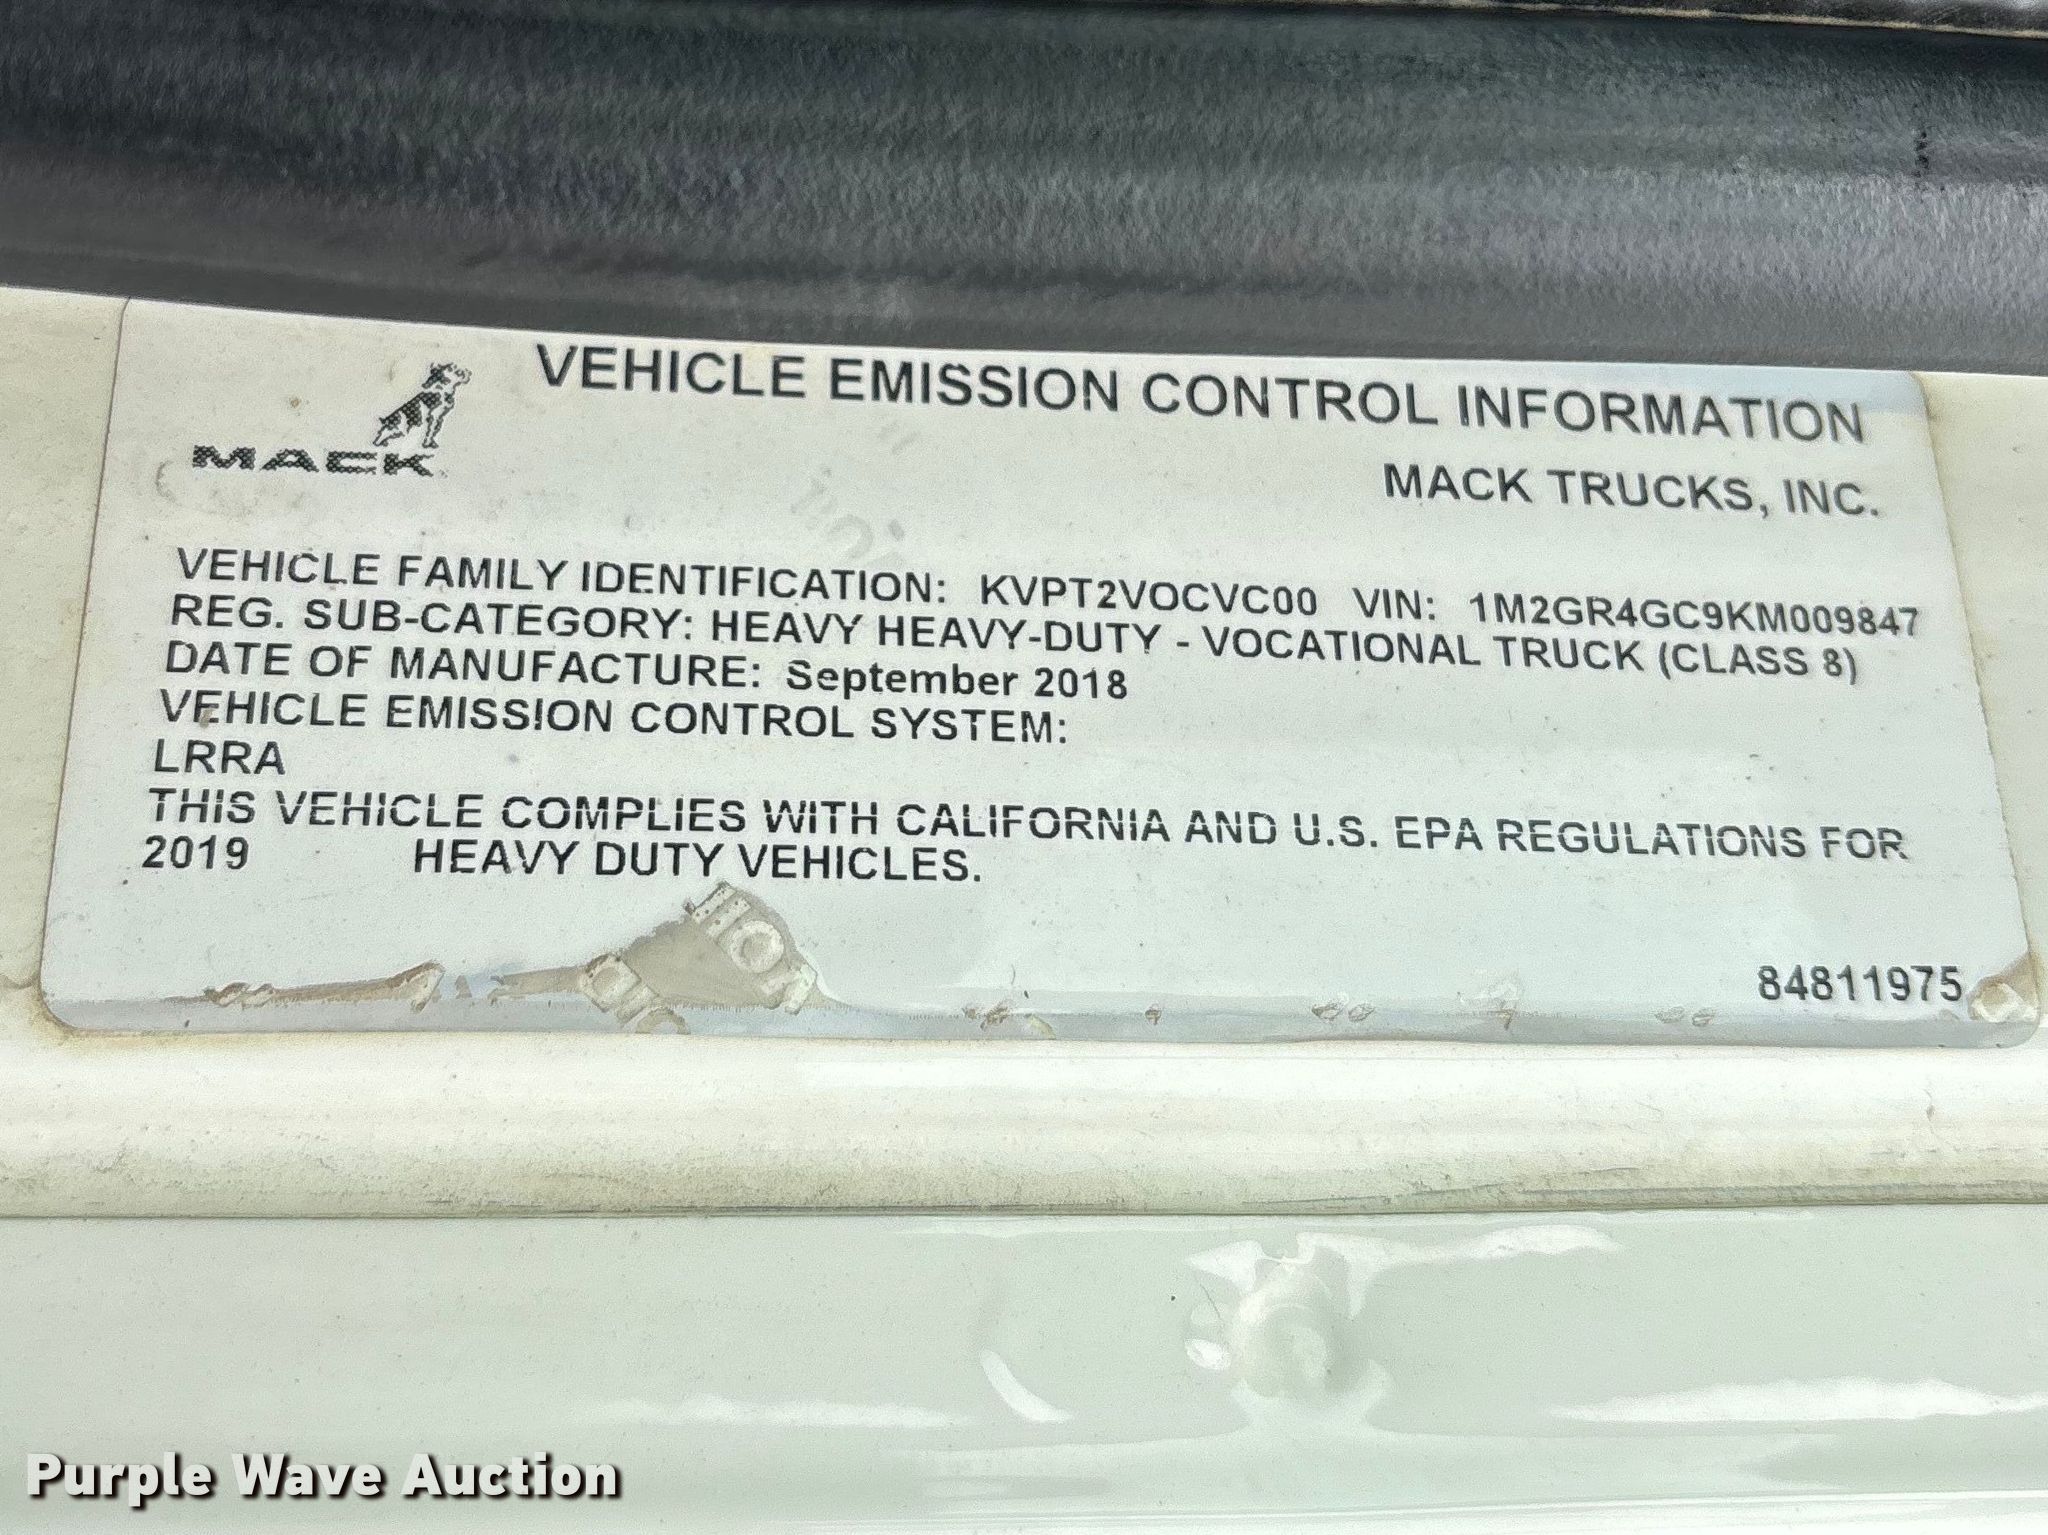 MACK
VEHICLE EMISSION CONTROL INFORMATION
MACK TRUCKS, INC.
VEHICLE FAMILY IDENTIFICATION: KVPT2VOCVC00 VIN: 1M2GR4GC9KM009847
REG. SUB-CATEGORY: HEAVY HEAVY-DUTY - VOCATIONAL TRUCK (CLASS 8)
DATE OF MANUFACTURE: September 2018
VEHICLE EMISSION CONTROL SYSTEM:
LRRA
THIS VEHICLE COMPLIES WITH CALIFORNIA AND U.S. EPA REGULATIONS FOR
2019 HEAVY DUTY VEHICLES.
84811975
Purple Wave Auction